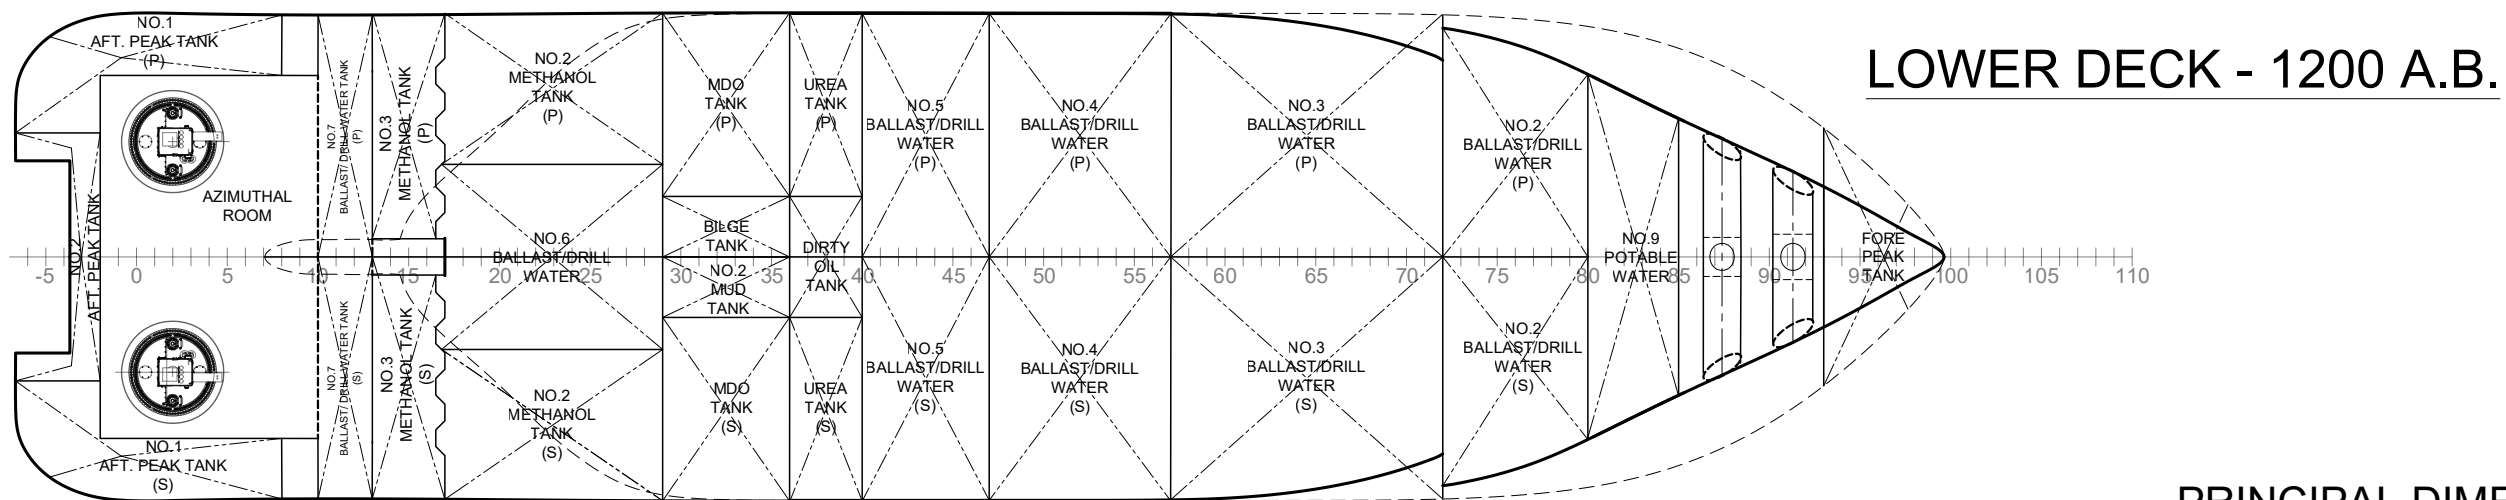 LOWER DECK - 1200 A.B.
NO.1
AFT. PEAK TANK
(P)
AZIMUTHAL
ROOM
NO.2
AFT. PEAK TANK
NO.1
AFT. PEAK TANK
(S)
NO.7
BALLAST/ DRILL WATER TANK
(P)
NO.7
BALLAST/ DRILL WATER TANK
(S)
NO.3
METHANOL TANK
(P)
NO.3
METHANOL TANK
(S)
NO.2
METHANOL
TANK
(P)
NO.6
BALLAST/DRILL
WATER
NO.2
METHANOL
TANK
(S)
MDO
TANK
(P)
BILGE
TANK
NO.2
MUD
TANK
MDO
TANK
(S)
UREA
TANK
(P)
DIRTY
OIL
TANK
UREA
TANK
(S)
NO.5
BALLAST/DRILL
WATER
(P)
NO.5
BALLAST/DRILL
WATER
(S)
NO.4
BALLAST/DRILL
WATER
(P)
NO.4
BALLAST/DRILL
WATER
(S)
NO.3
BALLAST/DRILL
WATER
(P)
NO.3
BALLAST/DRILL
WATER
(S)
NO.2
BALLAST/DRILL
WATER
(P)
NO.2
BALLAST/DRILL
WATER
(S)
NO.9
POTABLE
WATER
FORE
PEAK
TANK
-5 0 5 10 15 20 25 30 35 40 45 50 55 60 65 70 75 80 85 90 95 100 105 110
PRINCIPAL DIME